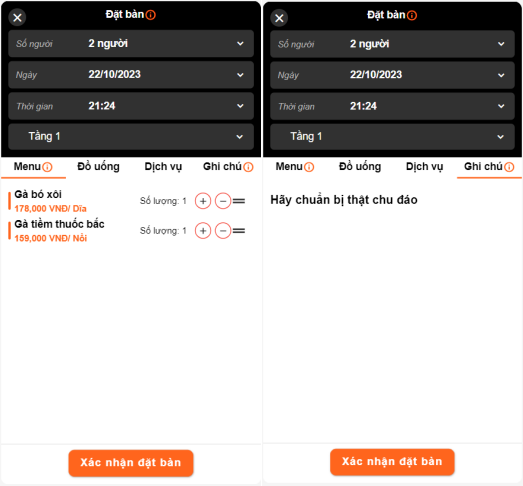 Đặt bàn
Số người 2 người
Ngày 22/10/2023
Thời gian 21:24
Tầng 1
Menu Đồ uống Dịch vụ Ghi chú
Gà bó xôi
178,000 VNĐ/ Dĩa
Số lượng: 1
Gà tiềm thuốc bắc
159,000 VNĐ/ Nồi
Số lượng: 1
Xác nhận đặt bàn
Đặt bàn
Số người 2 người
Ngày 22/10/2023
Thời gian 21:24
Tầng 1
Menu Đồ uống Dịch vụ Ghi chú
Hãy chuẩn bị thật chu đáo
Xác nhận đặt bàn